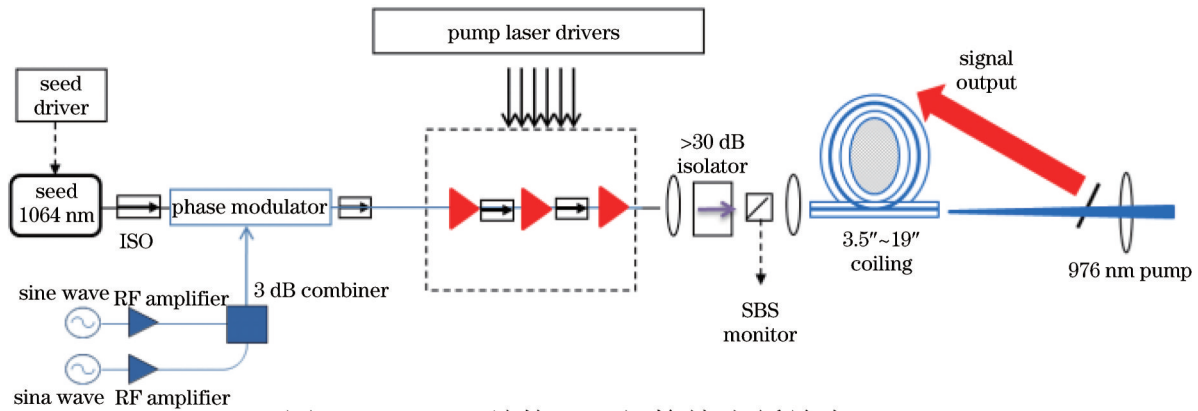 pump laser drivers
seed
driver
seed
1064 nm
ISO
phase modulator
>30 dB
isolator
signal
output
3.5″~19″
coiling
976 nm pump
SBS
monitor
3 dB combiner
sine wave
RF amplifier
sina wave
RF amplifier